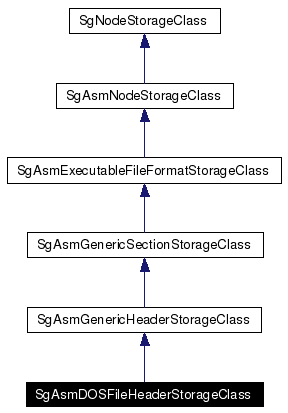 SgNodeStorageClass
SgAsmNodeStorageClass
SgAsmExecutableFileFormatStorageClass
SgAsmGenericSectionStorageClass
SgAsmGenericHeaderStorageClass
SgAsmDOSFileHeaderStorageClass